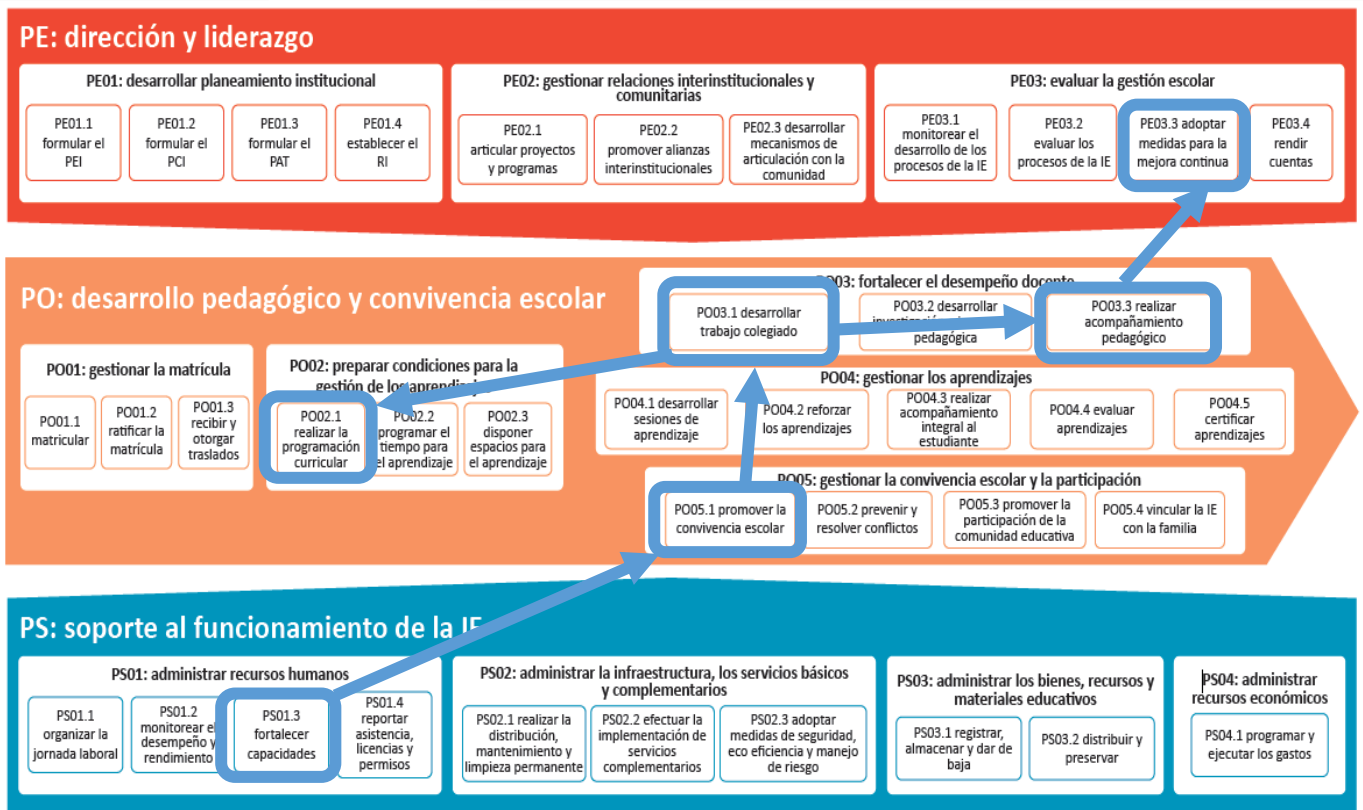 PE: dirección y liderazgo
PE01: desarrollar planeamiento institucional
PE01.1
formular el
PEI
PE01.2
formular el
PCI
PE01.3
formular el
PAT
PE01.4
establecer el
RI
PE02: gestionar relaciones interinstitucionales y
comunitarias
PE02.1
articular proyectos
y programas
PE02.2
promover alianzas
interinstitucionales
PE02.3 desarrollar
mecanismos de
articulación con la
comunidad
PE03: evaluar la gestión escolar
PE03.1
monitorear el
desarrollo de los
procesos de la IE
PE03.2
evaluar los
procesos de la IE
PE03.3 adoptar
medidas para la
mejora continua
PE03.4
rendir
cuentas
PO: desarrollo pedagógico y convivencia escolar
PO01: gestionar la matrícula
PO01.1
matricular
PO01.2
ratificar la
matrícula
PO01.3
recibir y
otorgar
traslados
PO02: preparar condiciones para la
gestión de los aprendizajes
PO02.1
realizar la
programación
curricular
PO02.2
programar el
tiempo para
el aprendizaje
PO02.3
disponer
espacios para
el aprendizaje
PO03: fortalecer el desempeño docente
PO03.1 desarrollar
trabajo colegiado
PO03.2 desarrollar
pedagógica
PO03.3 realizar
acompañamiento
pedagógico
PO04: gestionar los aprendizajes
PO04.1 desarrollar
sesiones de
aprendizaje
PO04.2 reforzar
los aprendizajes
PO04.3 realizar
acompañamiento
integral al
estudiante
PO04.4 evaluar
aprendizajes
PO04.5
certificar
aprendizajes
PO05: gestionar la convivencia escolar y la participación
PO05.1 promover la
convivencia escolar
PO05.2 prevenir y
resolver conflictos
PO05.3 promover la
participación de la
comunidad educativa
PO05.4 vincular la IE
con la familia
PS: soporte al funcionamiento de la IE
PS01: administrar recursos humanos
PS01.1
organizar la
jornada laboral
PS01.2
monitorear el
desempeño y
rendimiento
PS01.3
fortalecer
capacidades
PS01.4
reportar
asistencia,
licencias y
permisos
PS02: administrar la infraestructura, los servicios básicos
y complementarios
PS02.1 realizar la
distribución,
mantenimiento y
limpieza permanente
PS02.2 efectuar la
implementación de
servicios
complementarios
PS02.3 adoptar
medidas de seguridad,
eco eficiencia y manejo
de riesgo
PS03: administrar los bienes, recursos y
materiales educativos
PS03.1 registrar,
almacenar y dar de
baja
PS03.2 distribuir y
preservar
PS04: administrar
recursos económicos
PS04.1 programar y
ejecutar los gastos